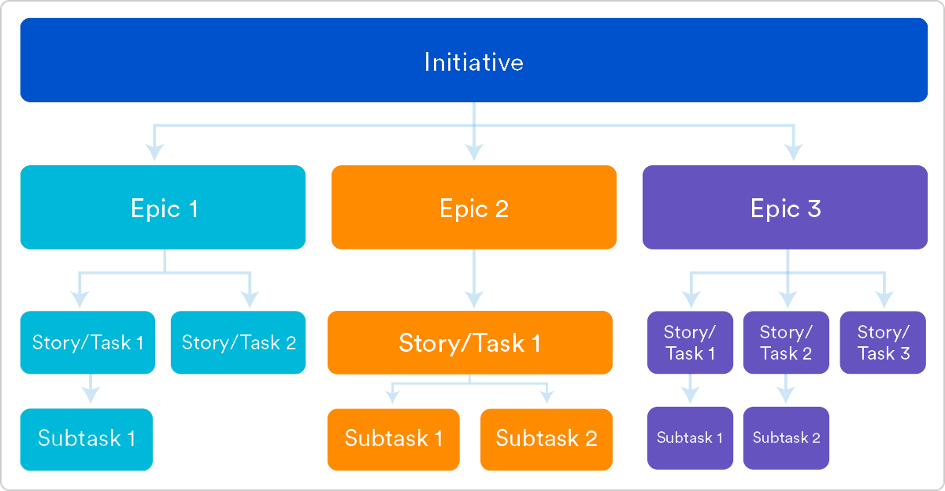 Initiative
Epic 1
Epic 2
Epic 3
Story/Task 1
Story/Task 2
Story/Task 1
Story/
Task 1
Story/
Task 2
Story/
Task 3
Subtask 1
Subtask 1
Subtask 2
Subtask 1
Subtask 2